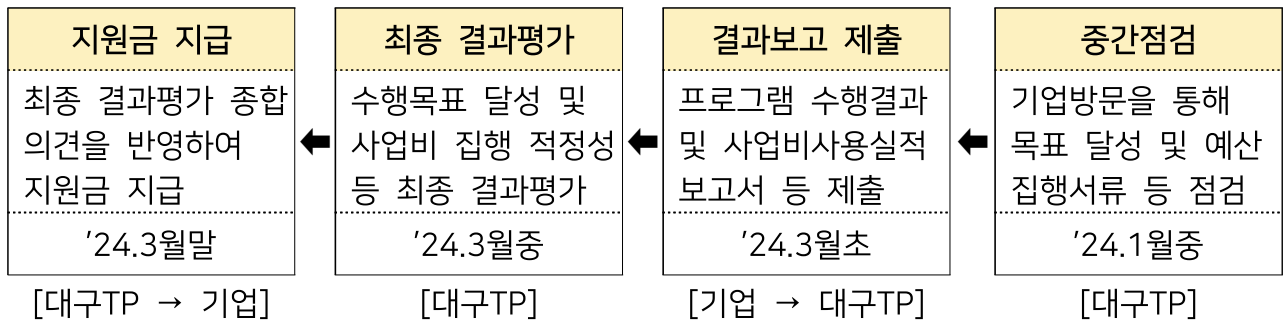 지원금 지급
최종 결과평가 종합
의견을 반영하여
지원금 지급
'24.3월말
[대구TP → 기업]
최종 결과평가
수행목표 달성 및
사업비 집행 적정성
등 최종 결과평가
'24.3월중
[대구TP]
결과보고 제출
프로그램 수행결과
및 사업비사용실적
보고서 등 제출
'24.3월초
[기업 → 대구TP]
중간점검
기업방문을 통해
목표 달성 및 예산
집행서류 등 점검
'24.1월중
[대구TP]